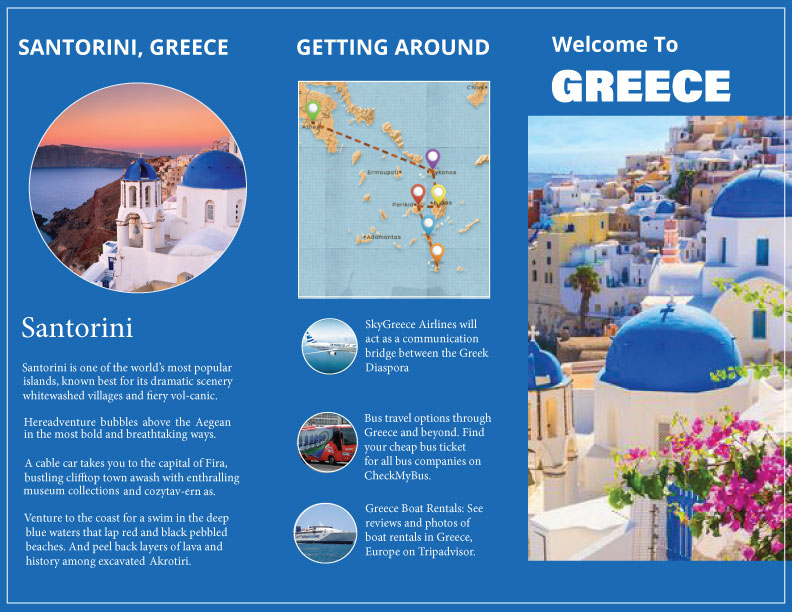 SANTORINI, GREECE
Santorini
Santorini is one of the world's most popular
islands, known best for its dramatic scenery
whitewashed villages and fiery vol-canic.
Hereadventure bubbles above the Aegean
in the most bold and breathtaking ways.
A cable car takes you to the capital of Fira,
bustling clifftop town awash with enthralling
museum collections and cozytav-ern as.
Venture to the coast for a swim in the deep
blue waters that lap red and black pebbled
beaches. And peel back layers of lava and
history among excavated Akrotiri.
GETTING AROUND
Athens
Ermoupoli
Mykonos
Parikia
Adamantas
SkyGreece Airlines will
act as a communication
bridge between the Greek
Diaspora
Bus travel options through
Greece and beyond. Find
your cheap bus ticket
for all bus companies on
CheckMyBus.
Greece Boat Rentals: See
reviews and photos of
boat rentals in Greece,
Europe on Tripadvisor.
Welcome To
GREECE